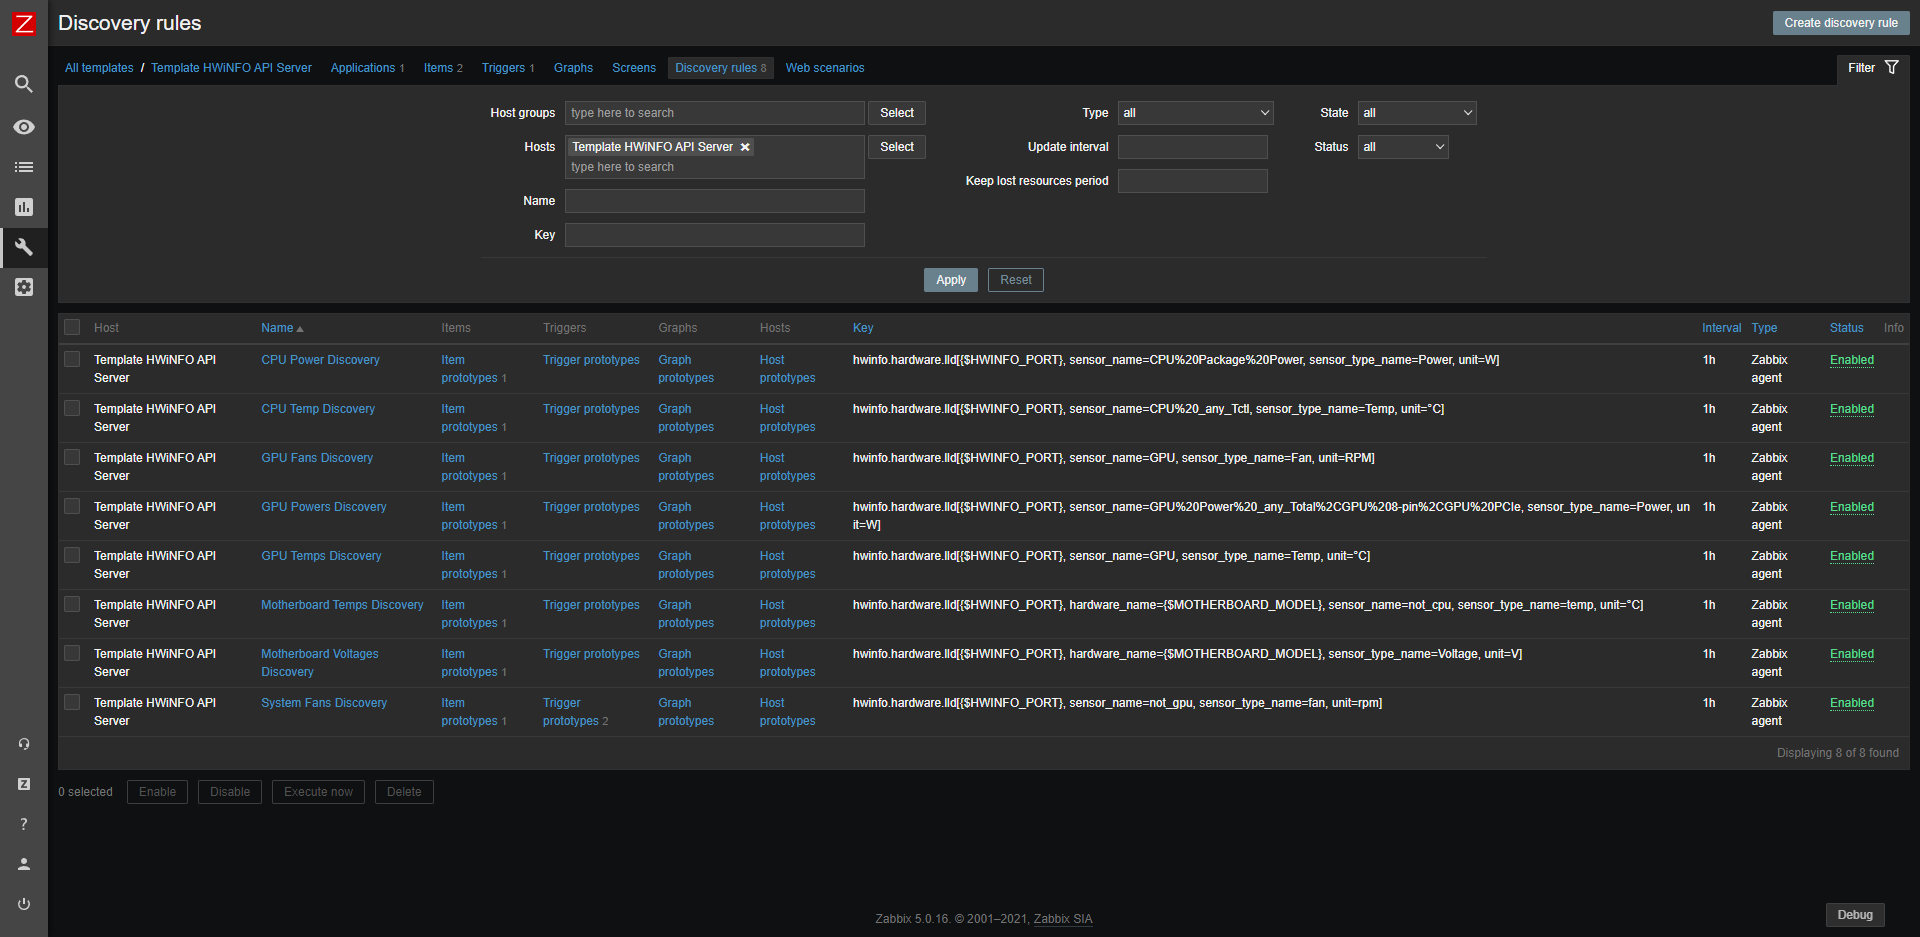 Z
Discovery rules
Create discovery rule
All templates / Template HWiNFO API Server Applications 1 Items 2 Triggers 1 Graphs Screens Discovery rules 8 Web scenarios
Filter
Host groups type here to search Select Type all State all
Hosts Template HWiNFO API Server × Select Update interval Status all
type here to search
Keep lost resources period
Name
Key
Apply Reset
Host Name Items Triggers Graphs Hosts Key Interval Type Status Info
Template HWiNFO API CPU Power Discovery Item Trigger prototypes Graph Host hwinfo.hardware.lld[{$HWINFO_PORT}, sensor_name=CPU%20Package%20Power, sensor_type_name=Power, unit=W] 1h Zabbix Enabled
Server prototypes 1 prototypes prototypes agent
Template HWiNFO API CPU Temp Discovery Item Trigger prototypes Graph Host hwinfo.hardware.lld[{$HWINFO_PORT}, sensor_name=CPU%20_any_Tctl, sensor_type_name=Temp, unit=°C] 1h Zabbix Enabled
Server prototypes 1 prototypes prototypes agent
Template HWiNFO API GPU Fans Discovery Item Trigger prototypes Graph Host hwinfo.hardware.lld[{$HWINFO_PORT}, sensor_name=GPU, sensor_type_name=Fan, unit=RPM] 1h Zabbix Enabled
Server prototypes 1 prototypes prototypes agent
Template HWiNFO API GPU Powers Discovery Item Trigger prototypes Graph Host hwinfo.hardware.lld[{$HWINFO_PORT}, sensor_name=GPU%20Power%20_any_Total%2CGPU%208-pin%2CGPU%20PCIe, sensor_type_name=Power, un 1h Zabbix Enabled
Server prototypes 1 prototypes prototypes it=W] agent
Template HWiNFO API GPU Temps Discovery Item Trigger prototypes Graph Host hwinfo.hardware.lld[{$HWINFO_PORT}, sensor_name=GPU, sensor_type_name=Temp, unit=°C] 1h Zabbix Enabled
Server prototypes 1 prototypes prototypes agent
Template HWiNFO API Motherboard Temps Discovery Item Trigger prototypes Graph Host hwinfo.hardware.lld[{$HWINFO_PORT}, hardware_name={$MOTHERBOARD_MODEL}, sensor_name=not_cpu, sensor_type_name=temp, unit=°C] 1h Zabbix Enabled
Server prototypes 1 prototypes prototypes agent
Template HWiNFO API Motherboard Voltages Item Trigger prototypes Graph Host hwinfo.hardware.lld[{$HWINFO_PORT}, hardware_name={$MOTHERBOARD_MODEL}, sensor_type_name=Voltage, unit=V] 1h Zabbix Enabled
Server Discovery prototypes 1 prototypes prototypes agent
Template HWiNFO API System Fans Discovery Item Trigger Graph Host hwinfo.hardware.lld[{$HWINFO_PORT}, sensor_name=not_gpu, sensor_type_name=fan, unit=rpm] 1h Zabbix Enabled
Server prototypes 1 prototypes 2 prototypes prototypes agent
Displaying 8 of 8 found
0 selected Enable Disable Execute now Delete
Z
?
Zabbix 5.0.16. © 2001–2021, Zabbix SIA
Debug